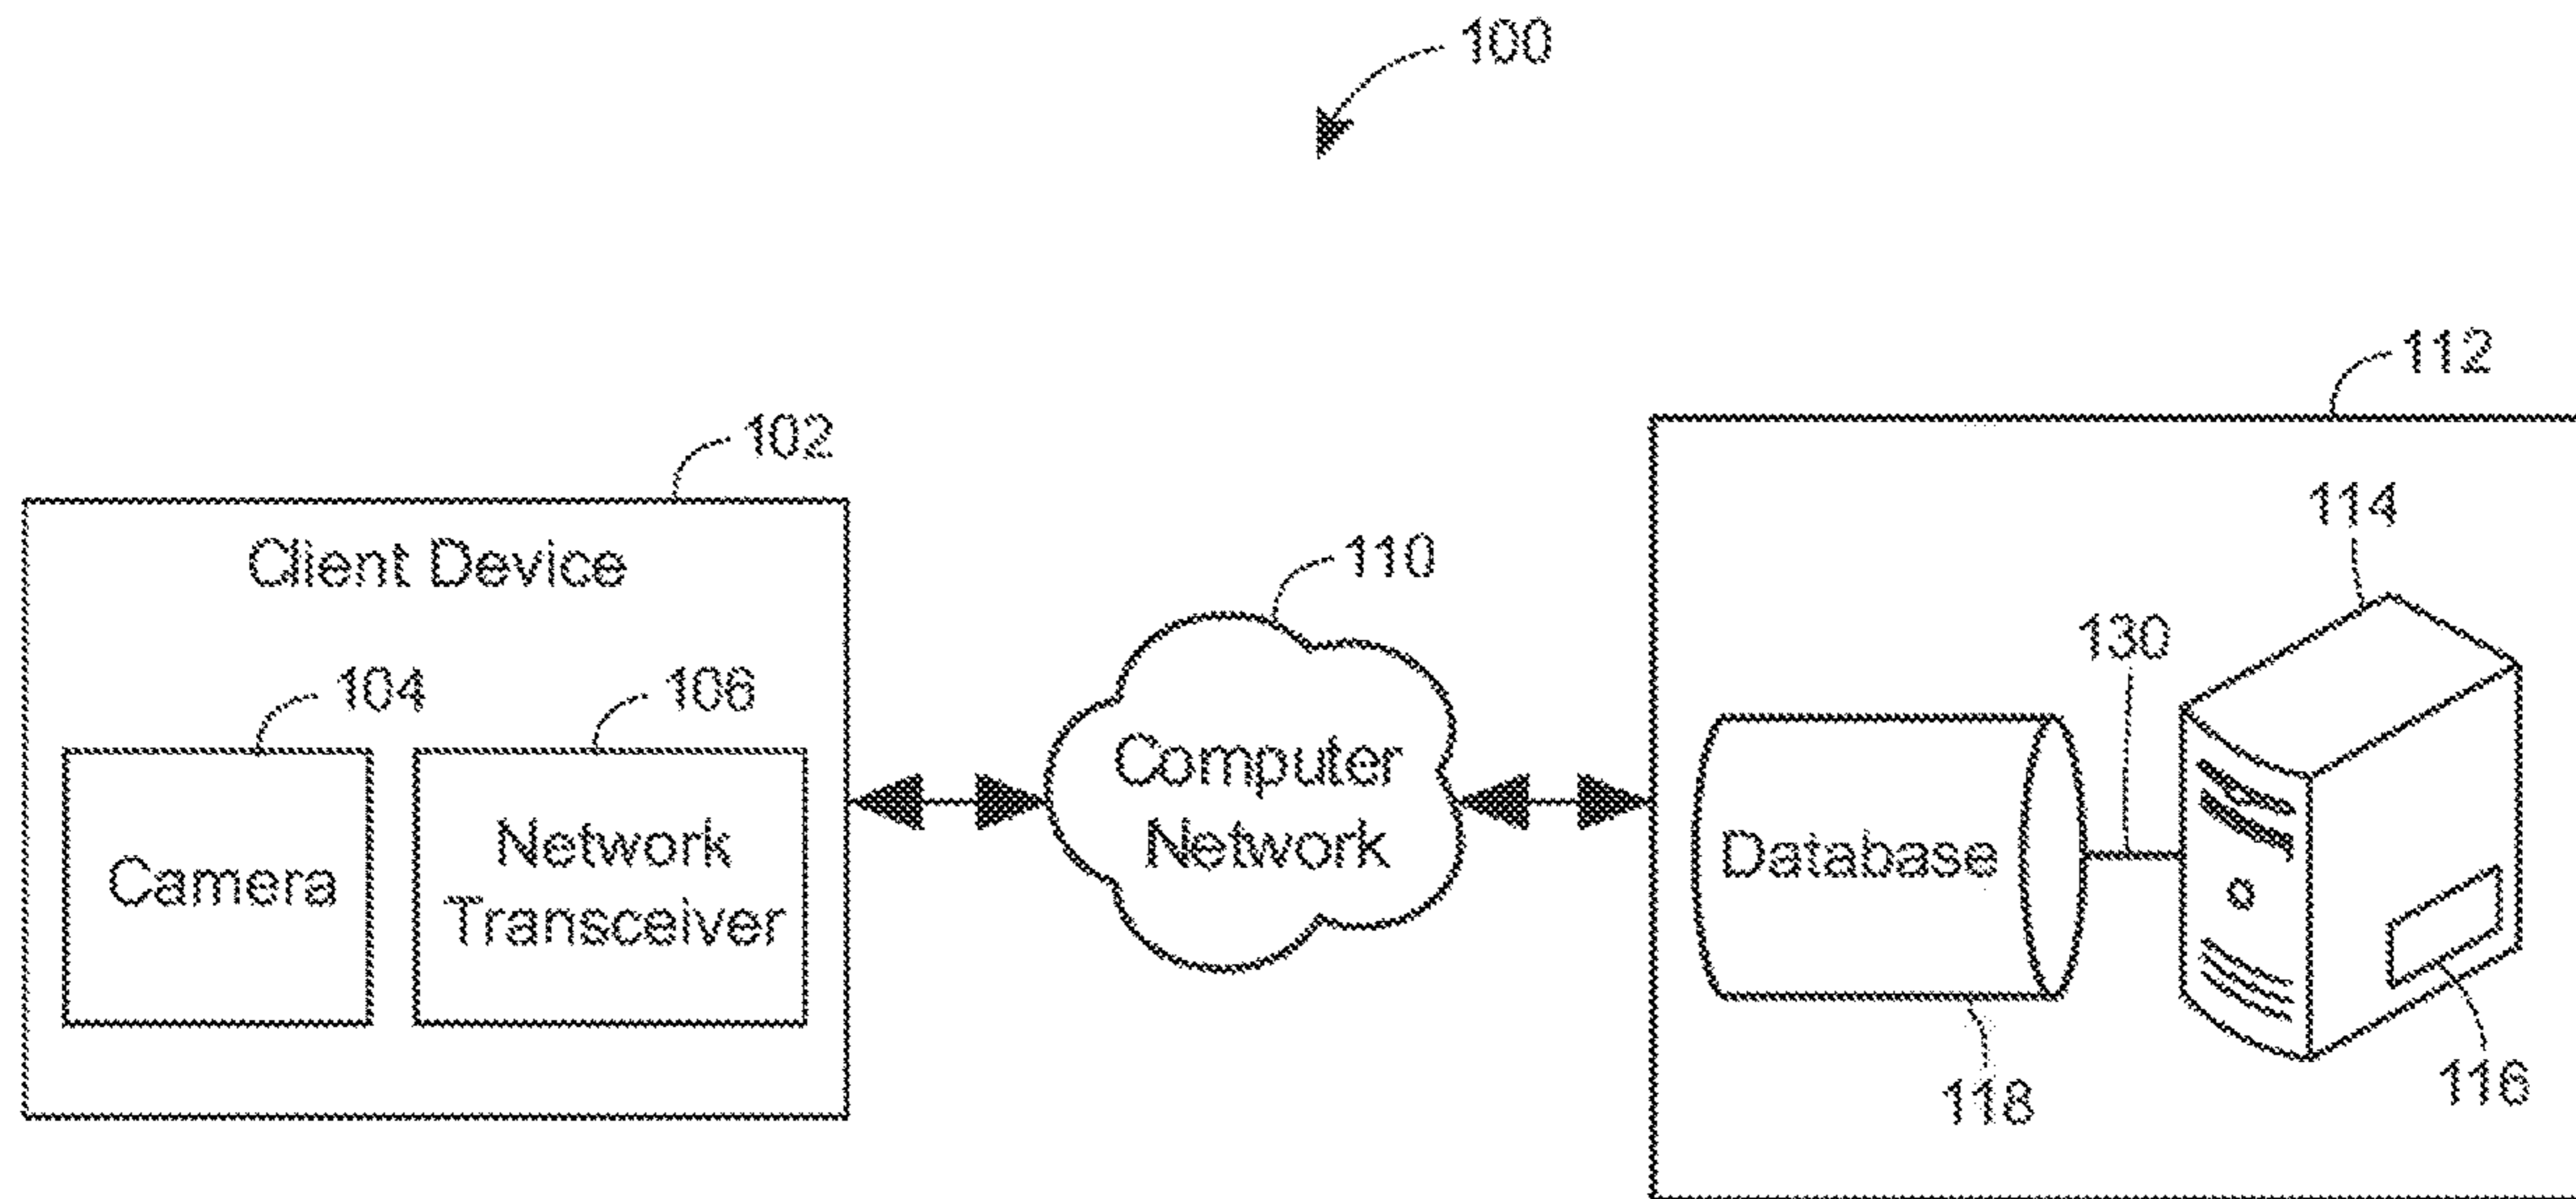 100
112
102
114
Client Device
110
130
104
106
Computer
Network
Network
Transceiver
Camera
Database
118
116